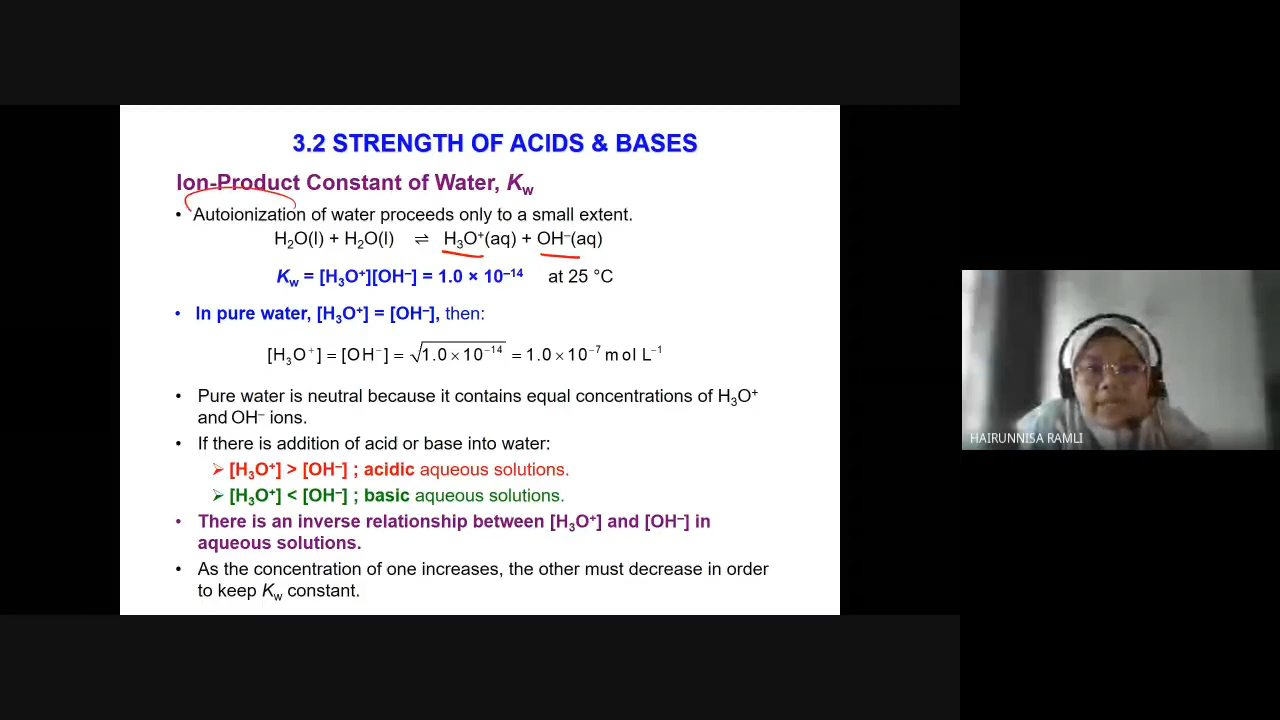 3.2 STRENGTH OF ACIDS & BASES
Ion-Product Constant of Water, Kw
• Autoionization of water proceeds only to a small extent.
H₂O(l) + H₂O(l) ⇌ H₃O⁺(aq) + OH⁻(aq)
Kw = [H₃O⁺][OH⁻] = 1.0 × 10⁻¹⁴ at 25 °C
• In pure water, [H₃O⁺] = [OH⁻], then:
[H₃O⁺] = [OH⁻] = √1.0 × 10⁻¹⁴ = 1.0 × 10⁻⁷ mol L⁻¹
• Pure water is neutral because it contains equal concentrations of H₃O⁺
and OH⁻ ions.
• If there is addition of acid or base into water:
➢ [H₃O⁺] > [OH⁻] ; acidic aqueous solutions.
➢ [H₃O⁺] < [OH⁻] ; basic aqueous solutions.
• There is an inverse relationship between [H₃O⁺] and [OH⁻] in
aqueous solutions.
• As the concentration of one increases, the other must decrease in order
to keep Kw constant.
HAIRUNNISA RAMLI